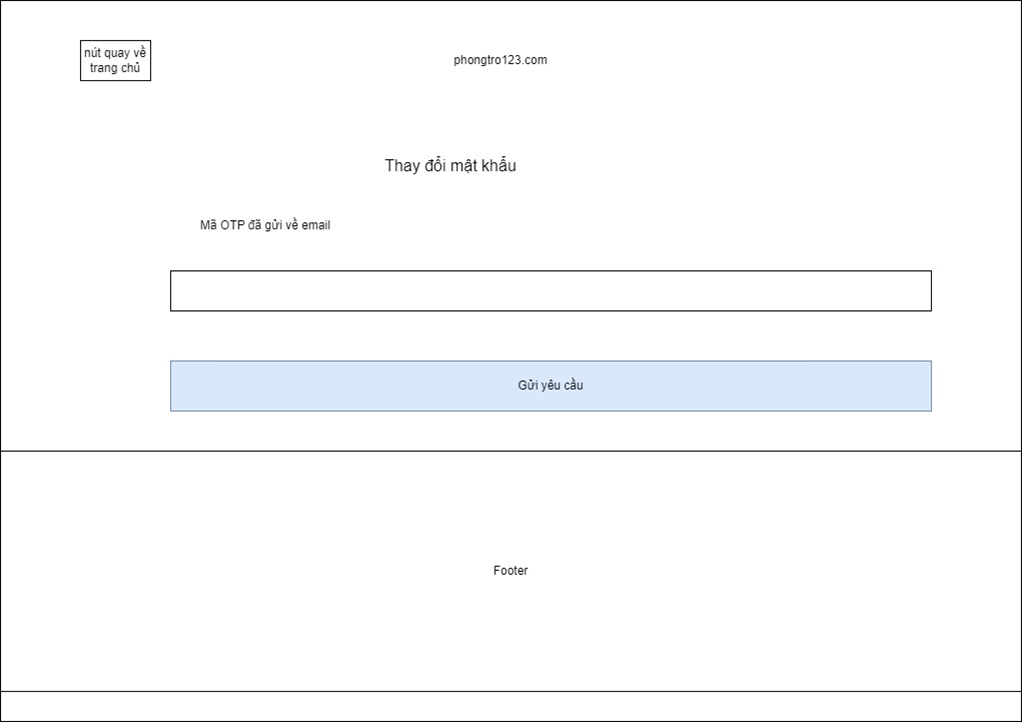 nút quay về
trang chủ
phongtro123.com
Thay đổi mật khẩu
Mã OTP đã gửi về email
Gửi yêu cầu
Footer